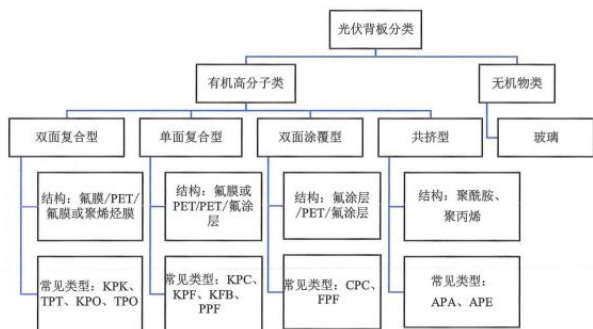 光伏背板分类
有机高分子类
无机物类
双面复合型
单面复合型
双面涂覆型
共挤型
玻璃
结构：氟膜/PET/
氟膜或聚烯烃膜
结构：氟膜或
PET/PET/氟涂
层
结构：氟涂层
/PET/氟涂层
结构：聚酰胺、
聚丙烯
常见类型：KPK、
TPT、KPO、TPO
常见类型：KPC、
KPF、KFB、
PPF
常见类型：CPC、
FPF
常见类型：
APA、APE